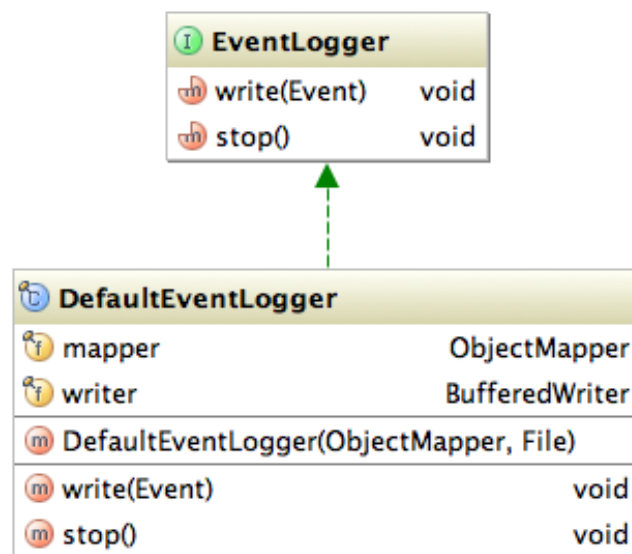 I EventLogger
m write(Event) void
m stop() void
C DefaultEventLogger
f mapper ObjectMapper
f writer BufferedWriter
m DefaultEventLogger(ObjectMapper, File)
m write(Event) void
m stop() void